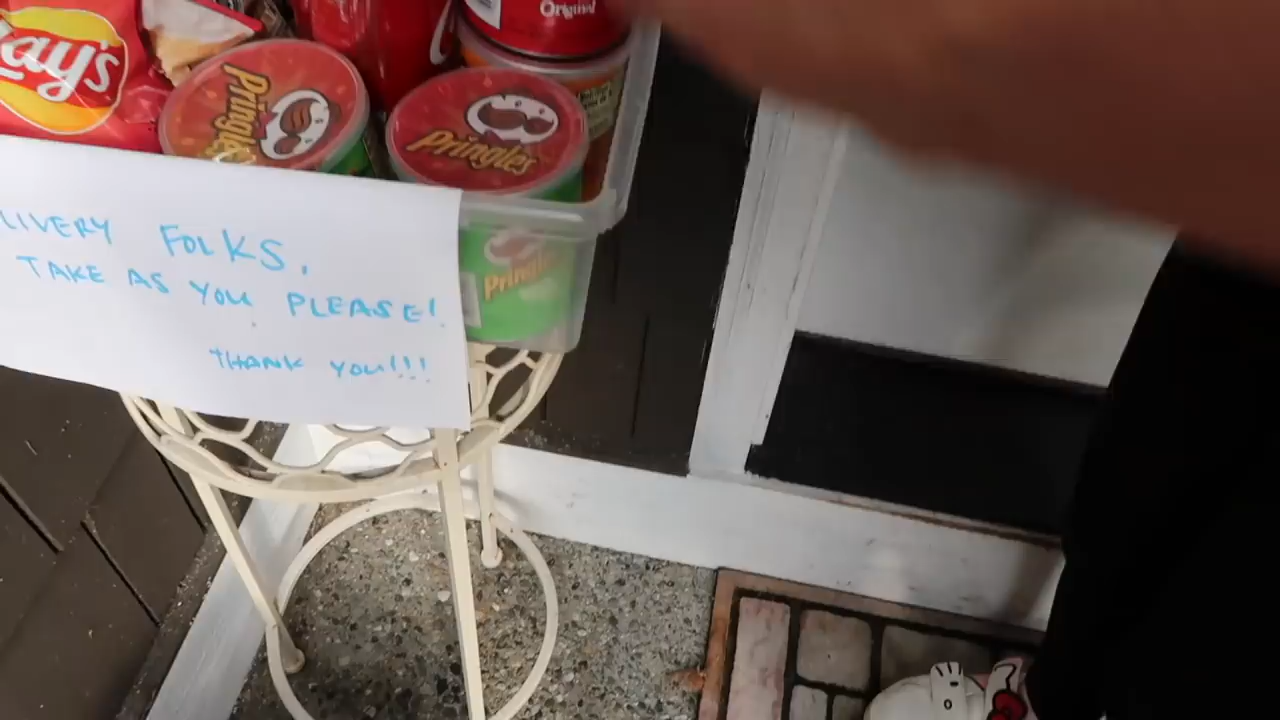 Original
Lay's
Pringles
Pringles
Pringles
LIVERY FOLKS,
TAKE AS YOU PLEASE!
THANK YOU!!!